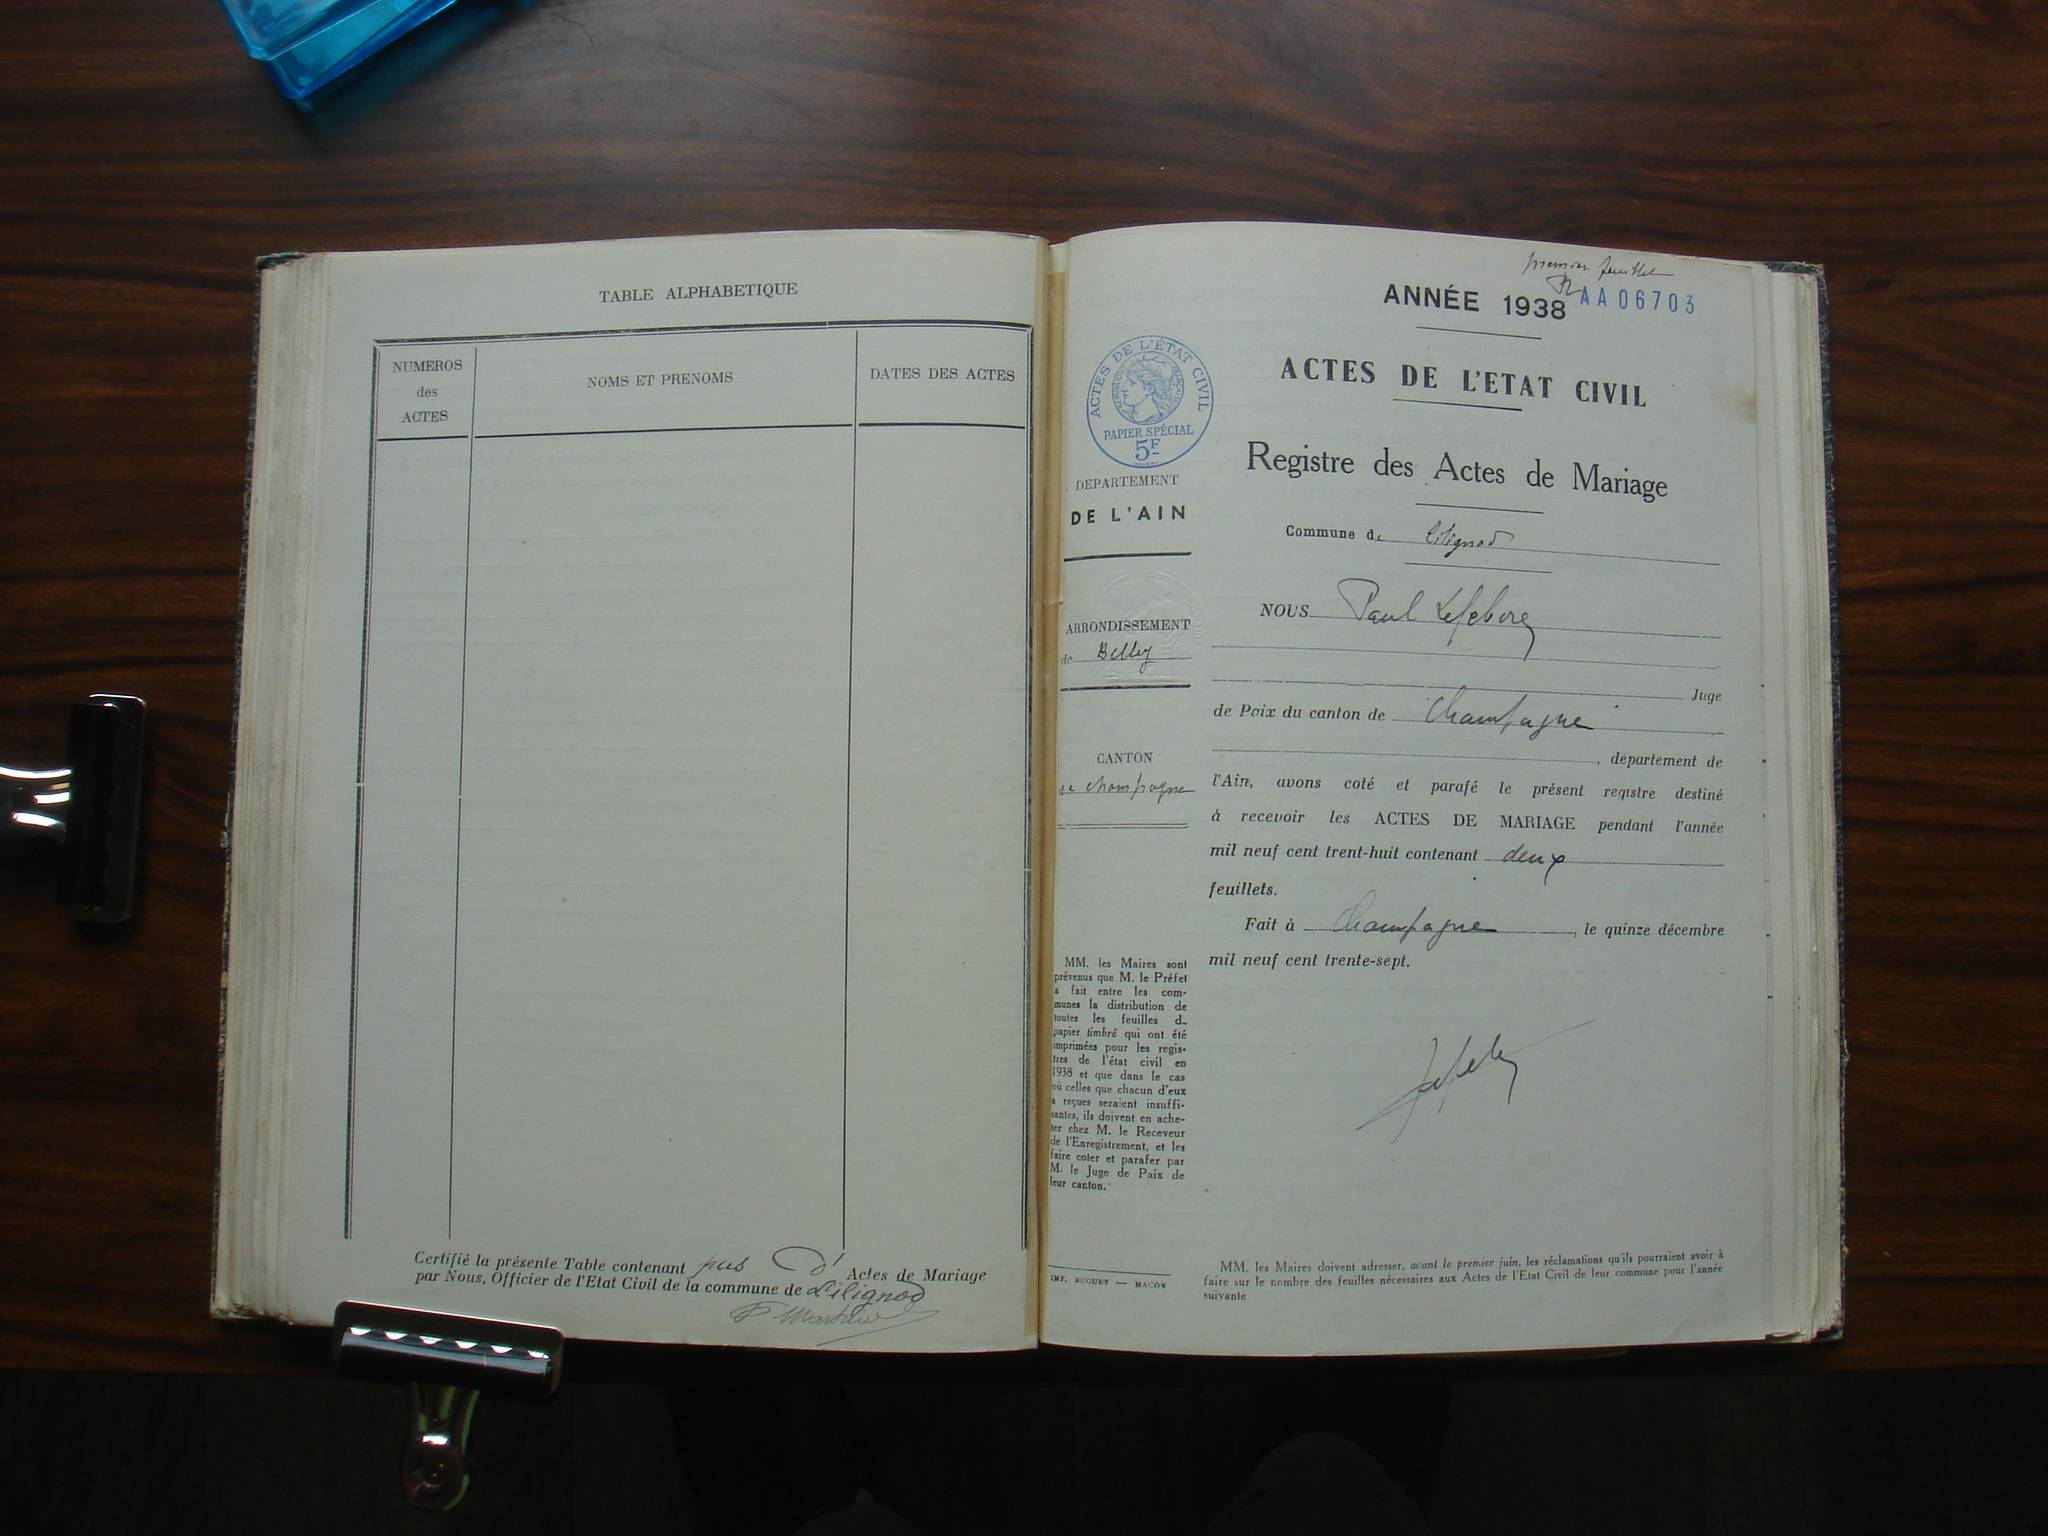 TABLE ALPHABETIQUE
NUMEROS
des
ACTES
NOMS ET PRENOMS
DATES DES ACTES
Certifié la présente Table contenant pas d' Actes de Mariage
par Nous, Officier de l'Etat Civil de la commune de Lilignod
premier feuillet
ANNÉE 1938
AA06703
ACTES DE L'ÉTAT CIVIL
RÉPUBLIQUE FRANÇAISE
PAPIER SPÉCIAL
5F
ACTES DE L'ETAT CIVIL
Registre des Actes de Mariage
DEPARTEMENT
DE L'AIN
ARRONDISSEMENT
de Belley
CANTON
de Champagne
MM. les Maires sont
prévenus que M. le Préfet
a fait entre les com-
munes la distribution de
toutes les feuilles d
papier timbré qui ont été
imprimées pour les regis-
tres de l'état civil en
1938 et que dans le cas
où celles que chacun d'eux
a reçues seraient insuffi-
santes, ils doivent en ache-
ter chez M. le Receveur
de l'Enregistrement, et les
faire coter et parafer par
M. le Juge de Paix de
leur canton.
IMP. BUGUET — MACON
Commune de Lilignod
NOUS Paul Lefebvre
Juge
de Paix du canton de Champagne
, département de
l'Ain, avons coté et parafé le présent registre destiné
à recevoir les ACTES DE MARIAGE pendant l'année
mil neuf cent trent-huit contenant deux
feuillets.
Fait à Champagne, le quinze décembre
mil neuf cent trente-sept.
MM. les Maires doivent adresser, avant le premier juin, les réclamations qu'ils pourraient avoir à
faire sur le nombre des feuilles nécessaires aux Actes de l'Etat Civil de leur commune pour l'année
suivante